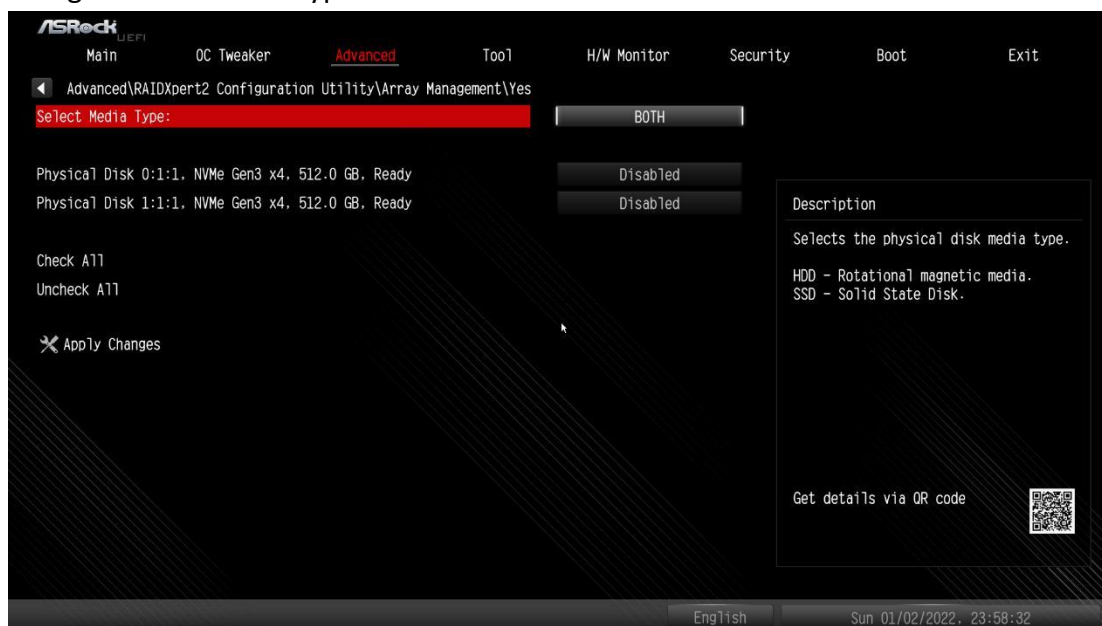 ASRock
UEFI
Main OC Tweaker Advanced Tool H/W Monitor Security Boot Exit
Advanced\RAIDXpert2 Configuration Utility\Array Management\Yes
Select Media Type: BOTH
Physical Disk 0:1:1, NVMe Gen3 x4, 512.0 GB, Ready Disabled
Physical Disk 1:1:1, NVMe Gen3 x4, 512.0 GB, Ready Disabled
Check All
Uncheck All
Apply Changes
Description
Selects the physical disk media type.
HDD - Rotational magnetic media.
SSD - Solid State Disk.
Get details via QR code
English Sun 01/02/2022, 23:58:32